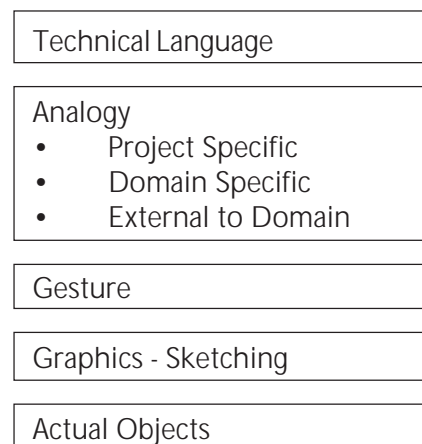 Technical Language
Analogy
• Project Specific
• Domain Specific
• External to Domain
Gesture
Graphics - Sketching
Actual Objects